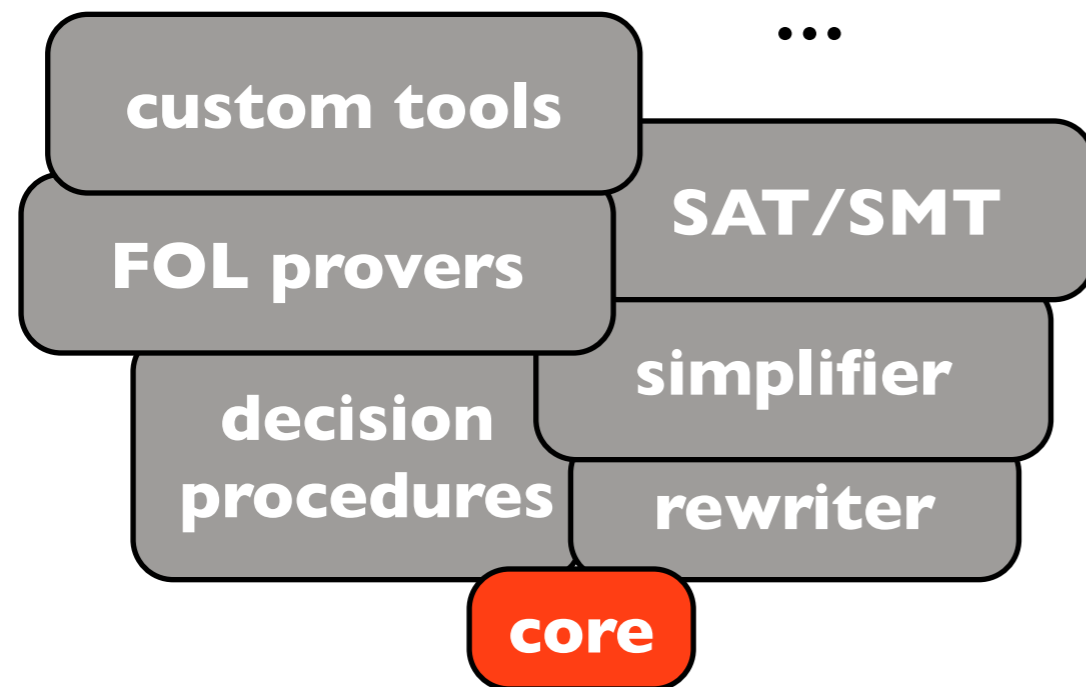 ...
custom tools
SAT/SMT
FOL provers
simplifier
decision
procedures
rewriter
core